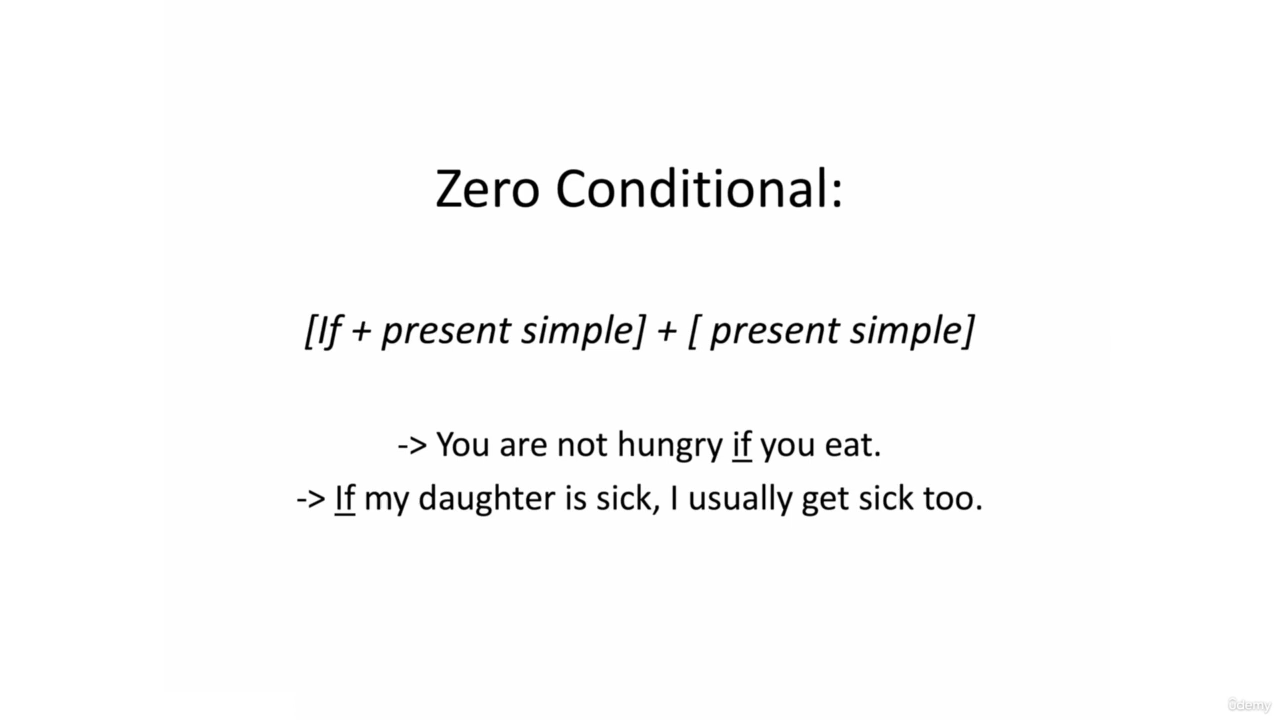 Zero Conditional:
[If + present simple] + [ present simple]
-> You are not hungry if you eat.
-> If my daughter is sick, I usually get sick too.
ûdemy